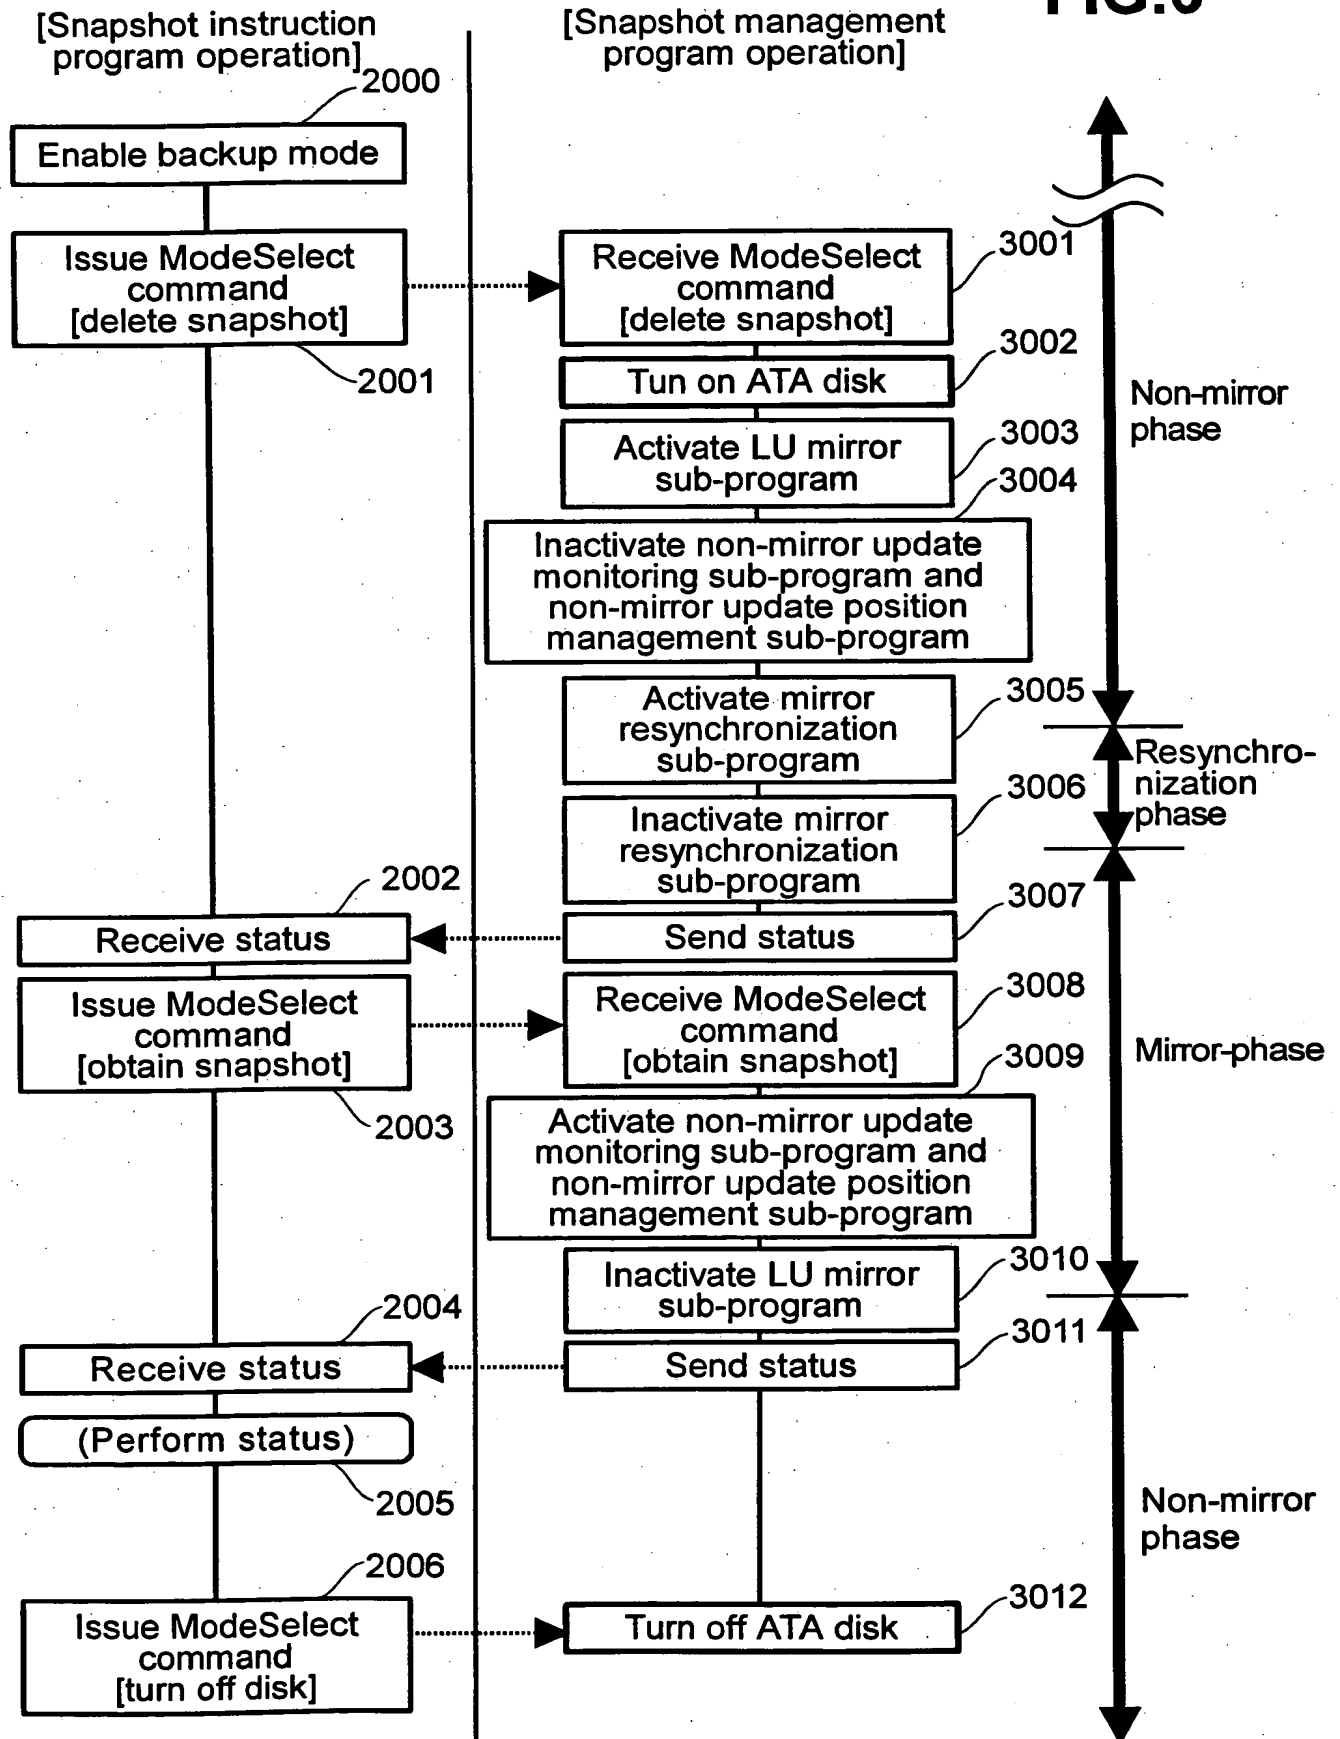 [Snapshot instruction
program operation]
[Snapshot management
program operation]
2000
Enable backup mode
Issue ModeSelect
command
[delete snapshot]
2001
Receive ModeSelect
command
[delete snapshot]
3001
Tun on ATA disk
3002
Activate LU mirror
sub-program
3003
3004
Inactivate non-mirror update
monitoring sub-program and
non-mirror update position
management sub-program
Non-mirror
phase
Activate mirror
resynchronization
sub-program
3005
Resynchro-
nization
phase
Inactivate mirror
resynchronization
sub-program
3006
2002
Receive status
Send status
3007
Issue ModeSelect
command
[obtain snapshot]
2003
Receive ModeSelect
command
[obtain snapshot]
3008
3009
Mirror-phase
Activate non-mirror update
monitoring sub-program and
non-mirror update position
management sub-program
Inactivate LU mirror
sub-program
3010
2004
Receive status
Send status
3011
(Perform status)
2005
Non-mirror
phase
2006
Issue ModeSelect
command
[turn off disk]
Turn off ATA disk
3012